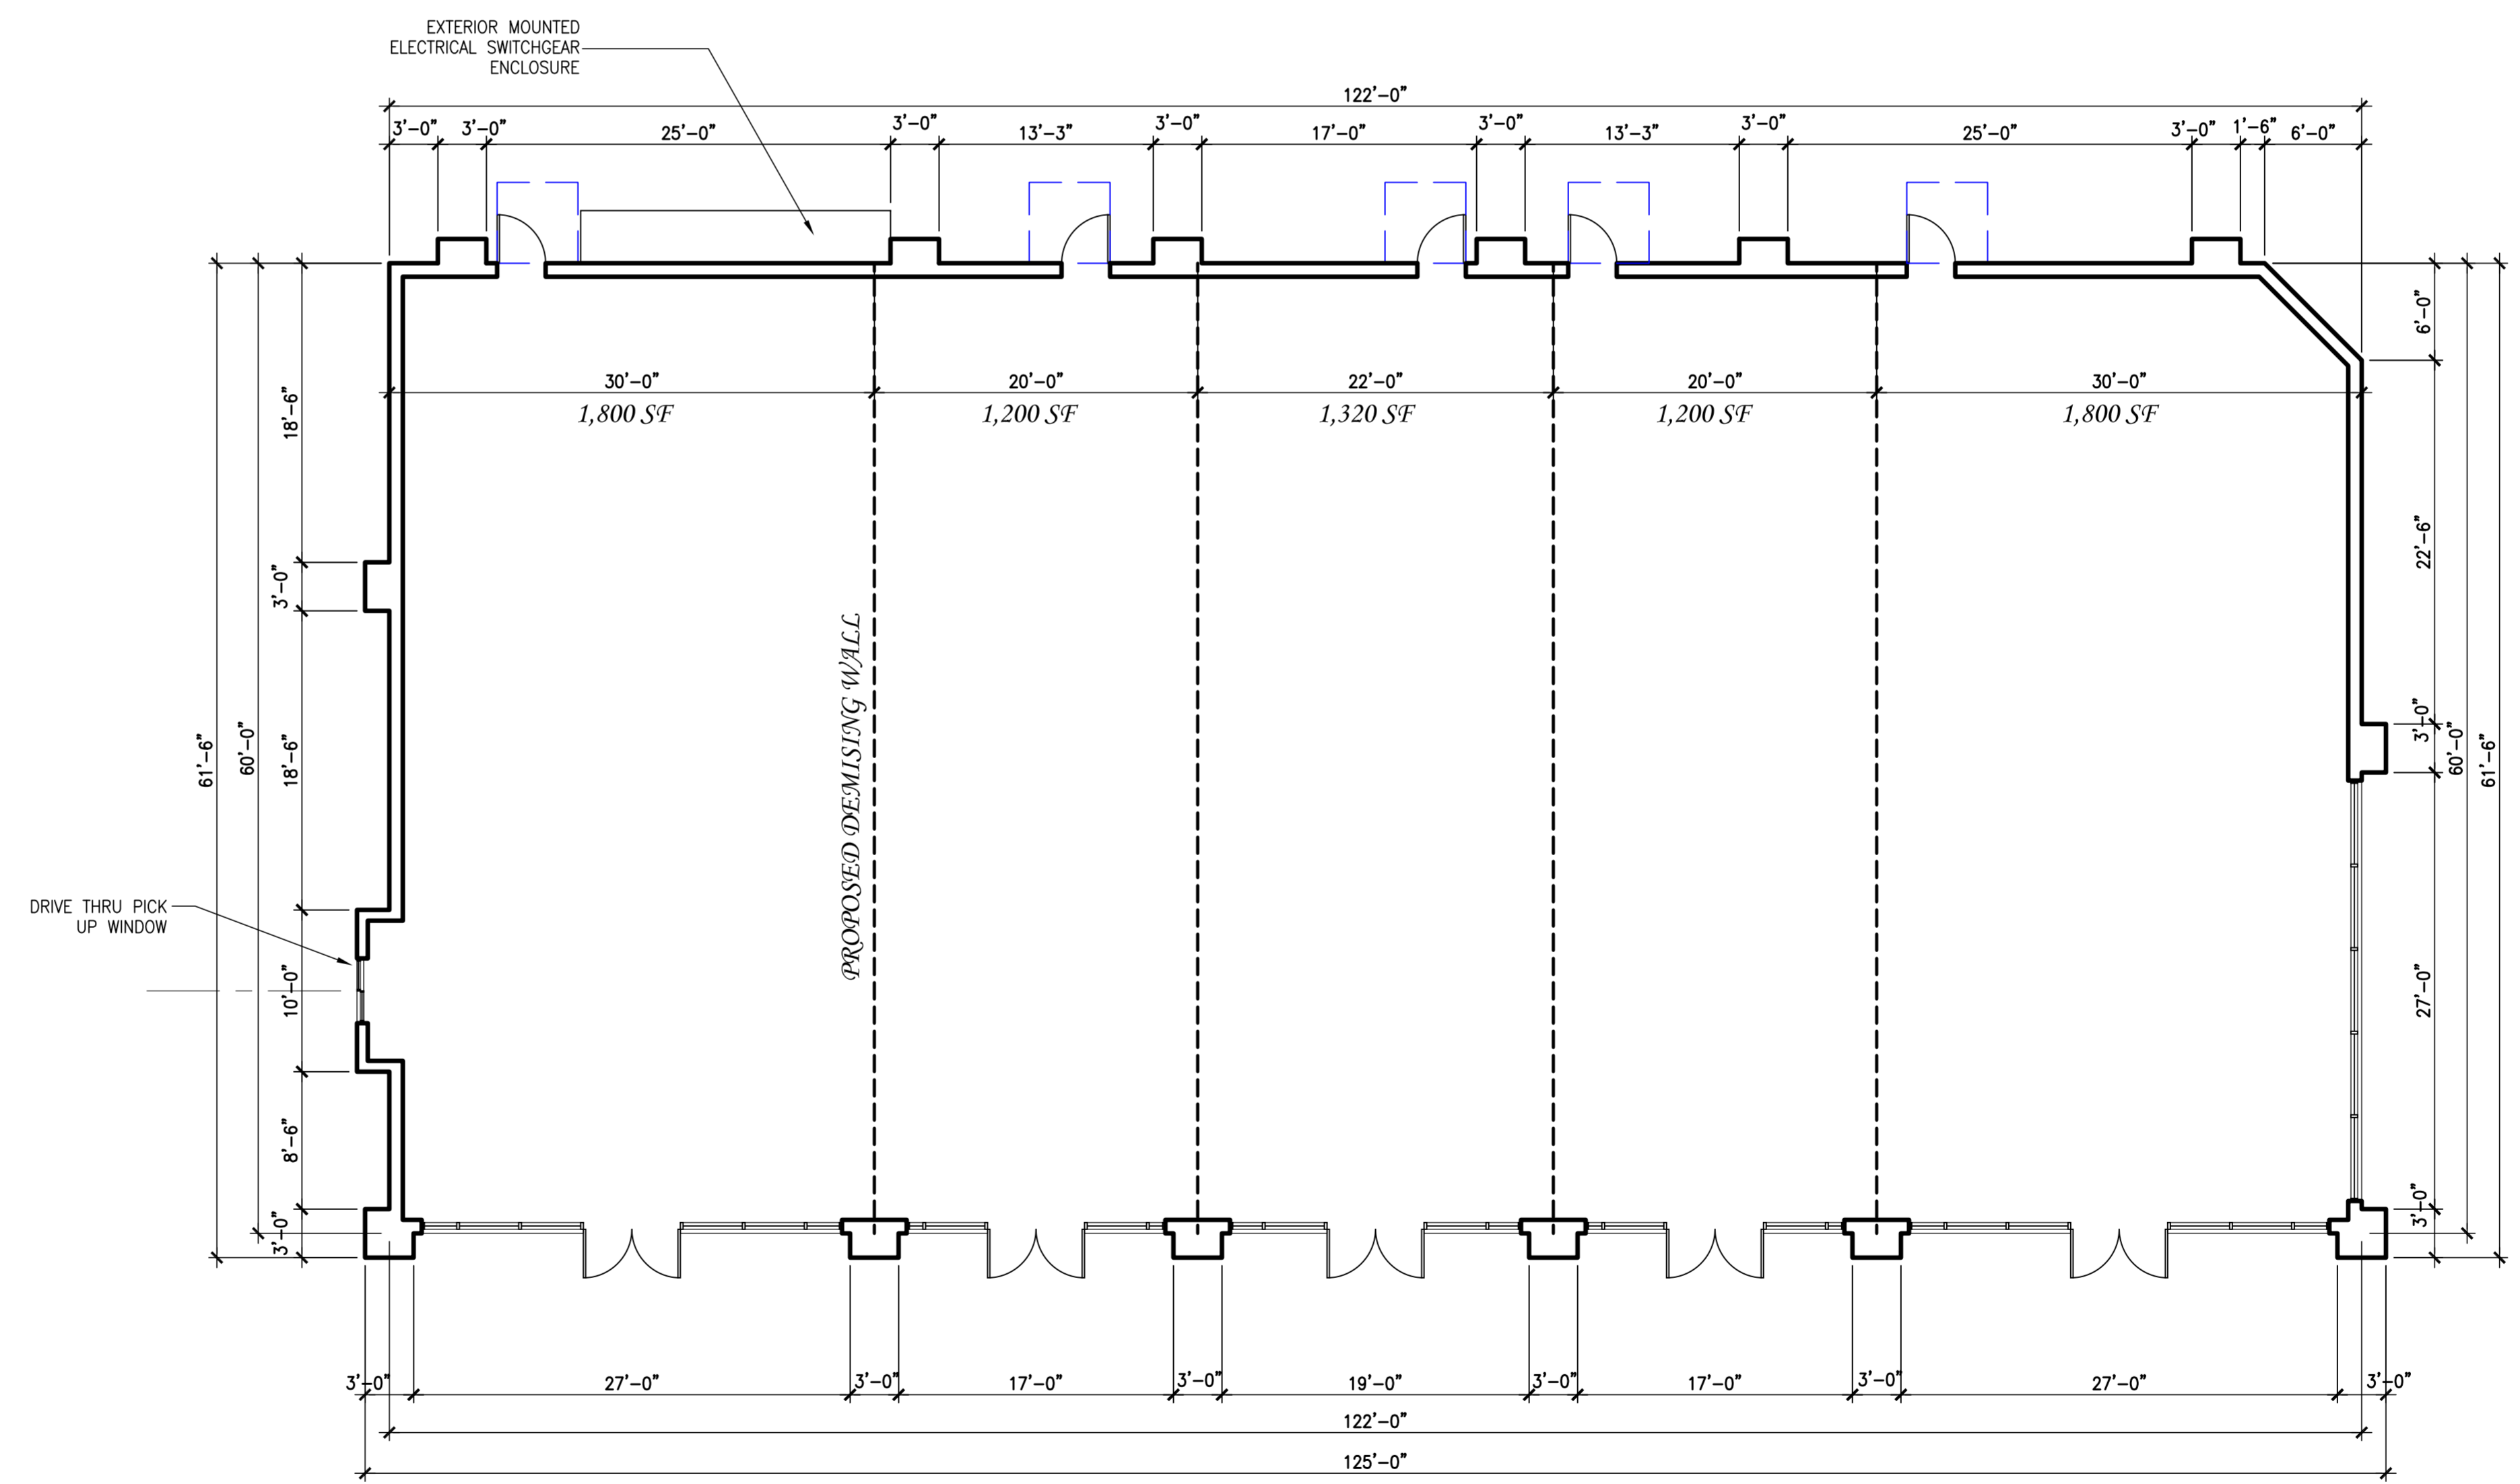 EXTERIOR MOUNTED
ELECTRICAL SWITCHGEAR
ENCLOSURE
122'-0"
3'-0" 3'-0" 25'-0" 3'-0" 13'-3" 3'-0" 17'-0" 3'-0" 13'-3" 3'-0" 25'-0" 3'-0" 1'-6" 6'-0"
30'-0" 20'-0" 22'-0" 20'-0" 30'-0"
1,800 SF 1,200 SF 1,320 SF 1,200 SF 1,800 SF
61'-6"
60'-0"
18'-6"
3'-0"
18'-6"
10'-0"
8'-6"
3'-0"
DRIVE THRU PICK
UP WINDOW
PROPOSED DEMISING WALL
6'-0"
22'-6"
3'-0"
27'-0"
3'-0"
60'-0"
61'-6"
3'-0" 27'-0" 3'-0" 17'-0" 3'-0" 19'-0" 3'-0" 17'-0" 3'-0" 27'-0" 3'-0"
122'-0"
125'-0"